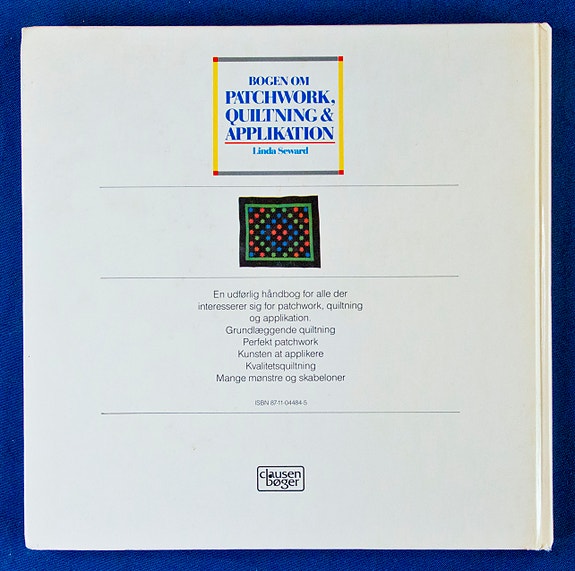 BOGEN OM
PATCHWORK,
QUILTNING &
APPLIKATION
Linda Seward
En udførlig håndbog for alle der
interesserer sig for patchwork, quiltning
og applikation.
Grundlæggende quiltning
Perfekt patchwork
Kunsten at applikere
Kvalitetsquiltning
Mange mønstre og skabeloner
ISBN 87-11-04484-5
clausen
bøger